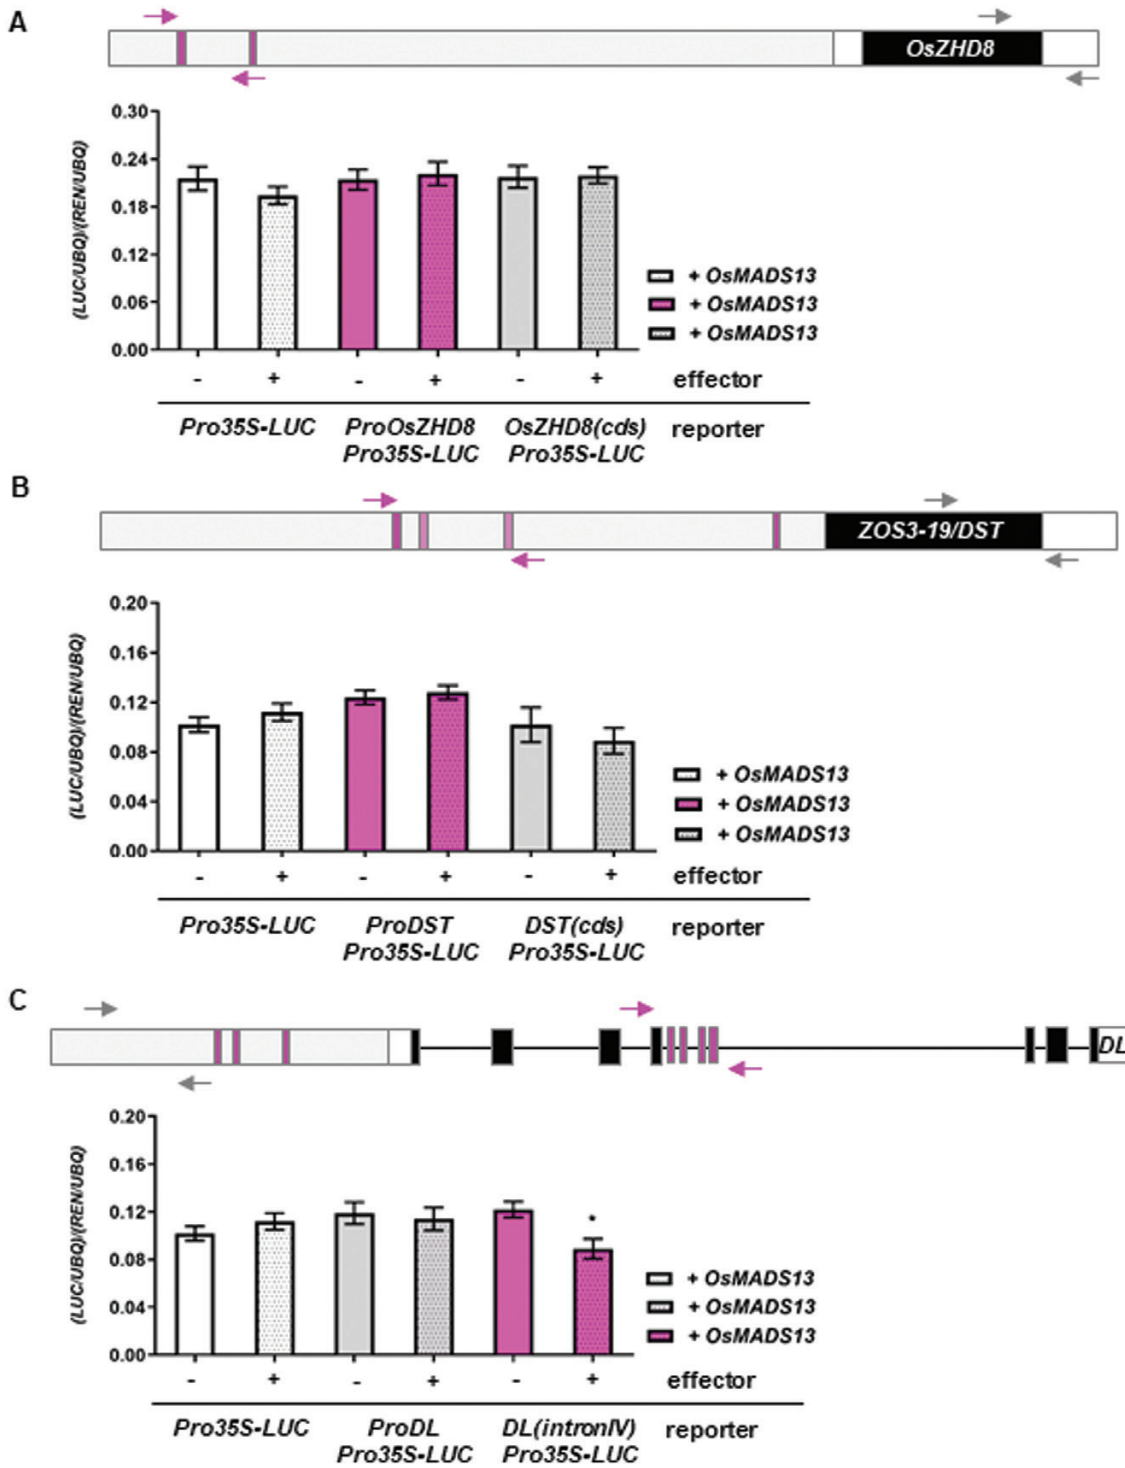 A
OsZHD8
(LUC/UBQ)/(REN/UBQ)
0.30
0.24
0.18
0.12
0.06
0.00
+ OsMADS13
+ OsMADS13
+ OsMADS13
- + - + - + effector
Pro35S-LUC ProOsZHD8 OsZHD8(cds) reporter
Pro35S-LUC Pro35S-LUC
B
ZOS3-19/DST
(LUC/UBQ)/(REN/UBQ)
0.20
0.16
0.12
0.08
0.04
0.00
+ OsMADS13
+ OsMADS13
+ OsMADS13
- + - + - + effector
Pro35S-LUC ProDST DST(cds) reporter
Pro35S-LUC Pro35S-LUC
C
DL
(LUC/UBQ)/(REN/UBQ)
0.20
0.16
0.12
0.08
0.04
0.00
*
+ OsMADS13
+ OsMADS13
+ OsMADS13
- + - + - + effector
Pro35S-LUC ProDL DL(intronIV) reporter
Pro35S-LUC Pro35S-LUC